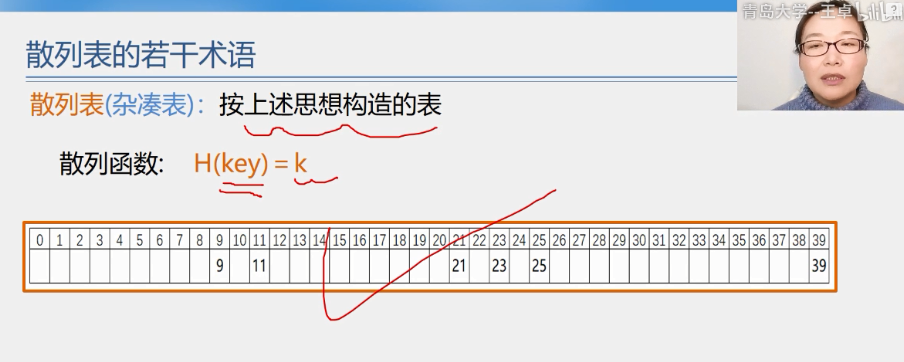 青岛大学--王卓
散列表的若干术语
散列表(杂凑表)：按上述思想构造的表
散列函数: H(key) = k
0 1 2 3 4 5 6 7 8 9 10 11 12 13 14 15 16 17 18 19 20 21 22 23 24 25 26 27 28 29 30 31 32 33 34 35 36 37 38 39
9 11 21 23 25 39